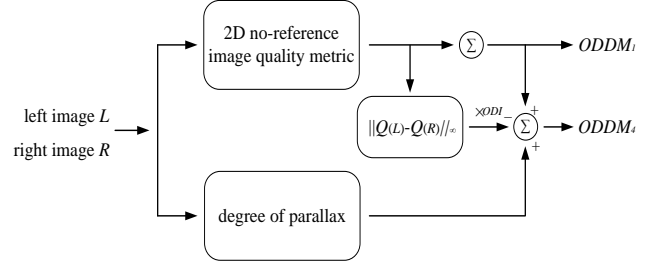 2D no-reference
image quality metric
Σ
ODDM₁
left image L
right image R
||Q(L)-Q(R)||∞
×ODI
−
+
Σ
+
ODDM₄
degree of parallax